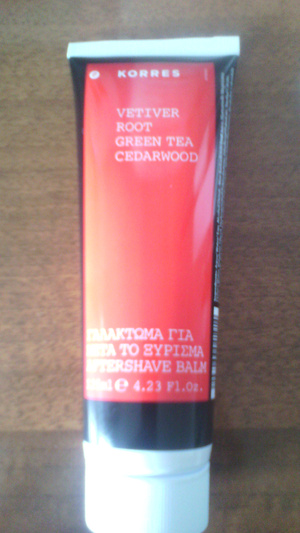 KORRES
VETIVER
ROOT
GREEN TEA
CEDARWOOD
ΓΑΛΑΚΤΩΜΑ ΓΙΑ
ΜΕΤΑ ΤΟ ΞΥΡΙΣΜΑ
AFTERSHAVE BALM
℮ 4.23 Fl.Oz.